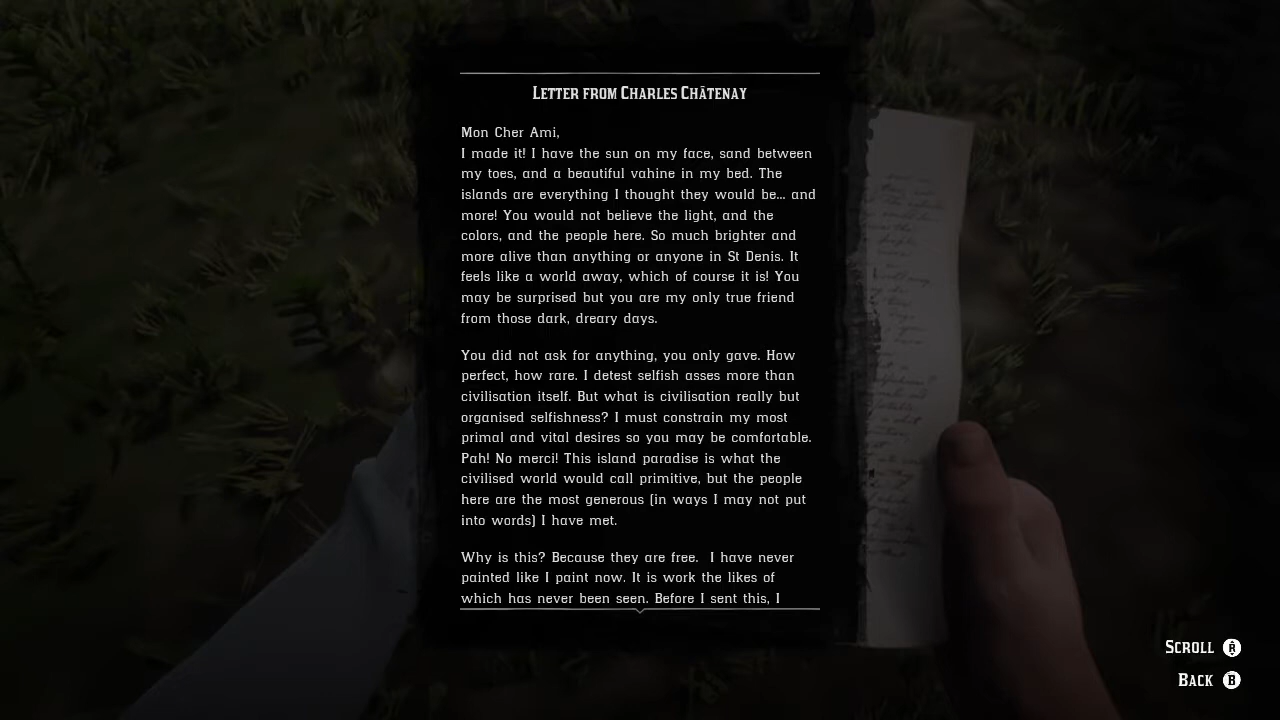 Letter from Charles Châtenay
Mon Cher Ami,
I made it! I have the sun on my face, sand between
my toes, and a beautiful vahine in my bed. The
islands are everything I thought they would be... and
more! You would not believe the light, and the
colors, and the people here. So much brighter and
more alive than anything or anyone in St Denis. It
feels like a world away, which of course it is! You
may be surprised but you are my only true friend
from those dark, dreary days.
You did not ask for anything, you only gave. How
perfect, how rare. I detest selfish asses more than
civilisation itself. But what is civilisation really but
organised selfishness? I must constrain my most
primal and vital desires so you may be comfortable.
Pah! No merci! This island paradise is what the
civilised world would call primitive, but the people
here are the most generous (in ways I may not put
into words) I have met.
Why is this? Because they are free.  I have never
painted like I paint now. It is work the likes of
which has never been seen. Before I sent this, I
Scroll R
Back B